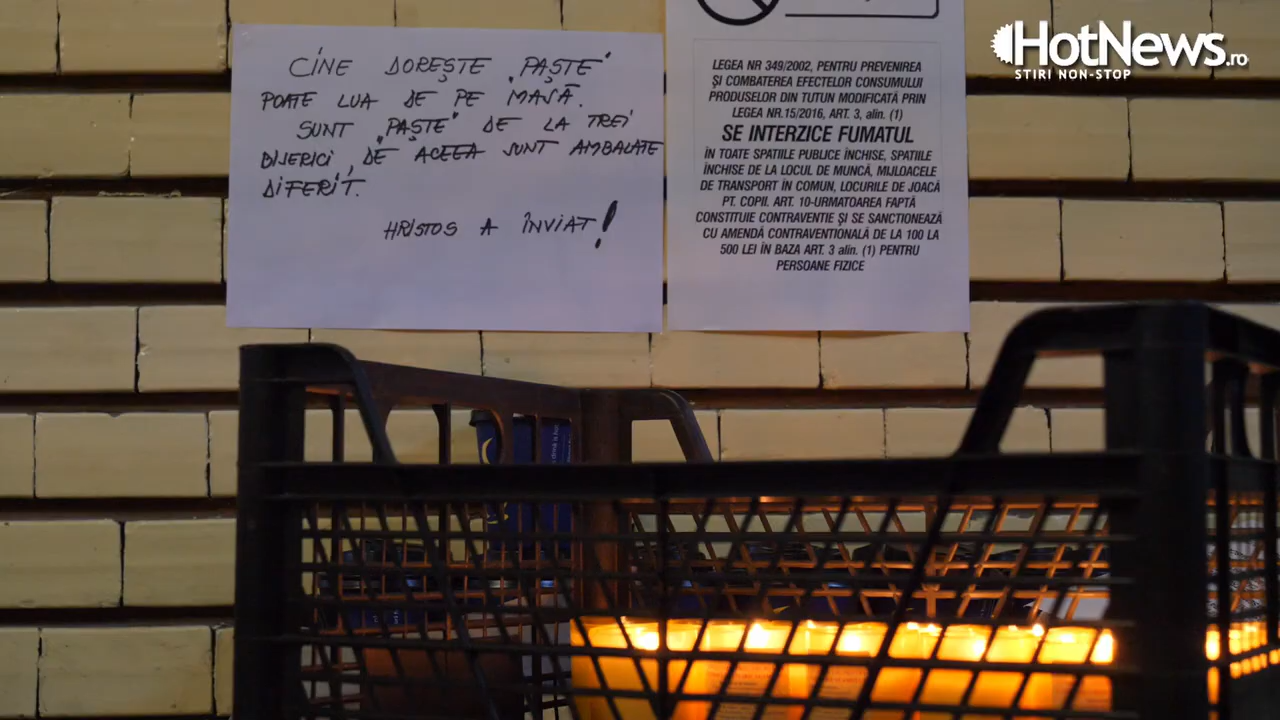 CINE DOREȘTE „PAȘTE"
POATE LUA DE PE MASĂ.
SUNT „PAȘTE" DE LA TREI
BISERICI, DE ACEEA SUNT AMBALATE
DIFERIT.
HRISTOS A ÎNVIAT!
LEGEA NR 349/2002, PENTRU PREVENIREA
ȘI COMBATEREA EFECTELOR CONSUMULUI
PRODUSELOR DIN TUTUN MODIFICATĂ PRIN
LEGEA NR.15/2016, ART. 3, alin. (1)
SE INTERZICE FUMATUL
ÎN TOATE SPATIILE PUBLICE ÎNCHISE, SPATIILE
ÎNCHISE DE LA LOCUL DE MUNCĂ, MIJLOACELE
DE TRANSPORT ÎN COMUN, LOCURILE DE JOACĂ
PT. COPII. ART. 10-URMATOAREA FAPTĂ
CONSTITUIE CONTRAVENTIE ȘI SE SANCTIONEAZĂ
CU AMENDĂ CONTRAVENTIONALĂ DE LA 100 LA
500 LEI ÎN BAZA ART. 3 alin. (1) PENTRU
PERSOANE FIZICE
HotNews.ro
STIRI NON-STOP